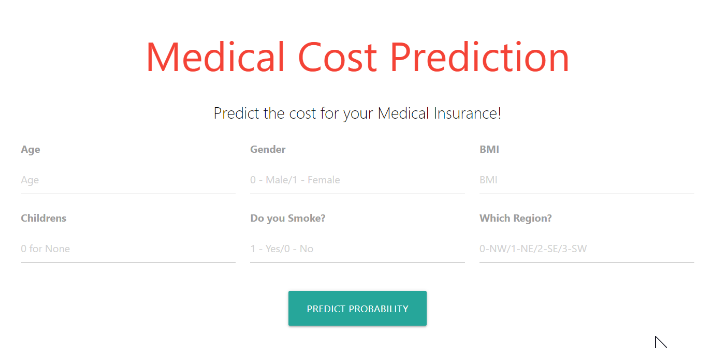 Medical Cost Prediction
Predict the cost for your Medical Insurance!
Age Gender BMI
Age 0 - Male/1 - Female BMI
Childrens Do you Smoke? Which Region?
0 for None 1 - Yes/0 - No 0-NW/1-NE/2-SE/3-SW
PREDICT PROBABILITY